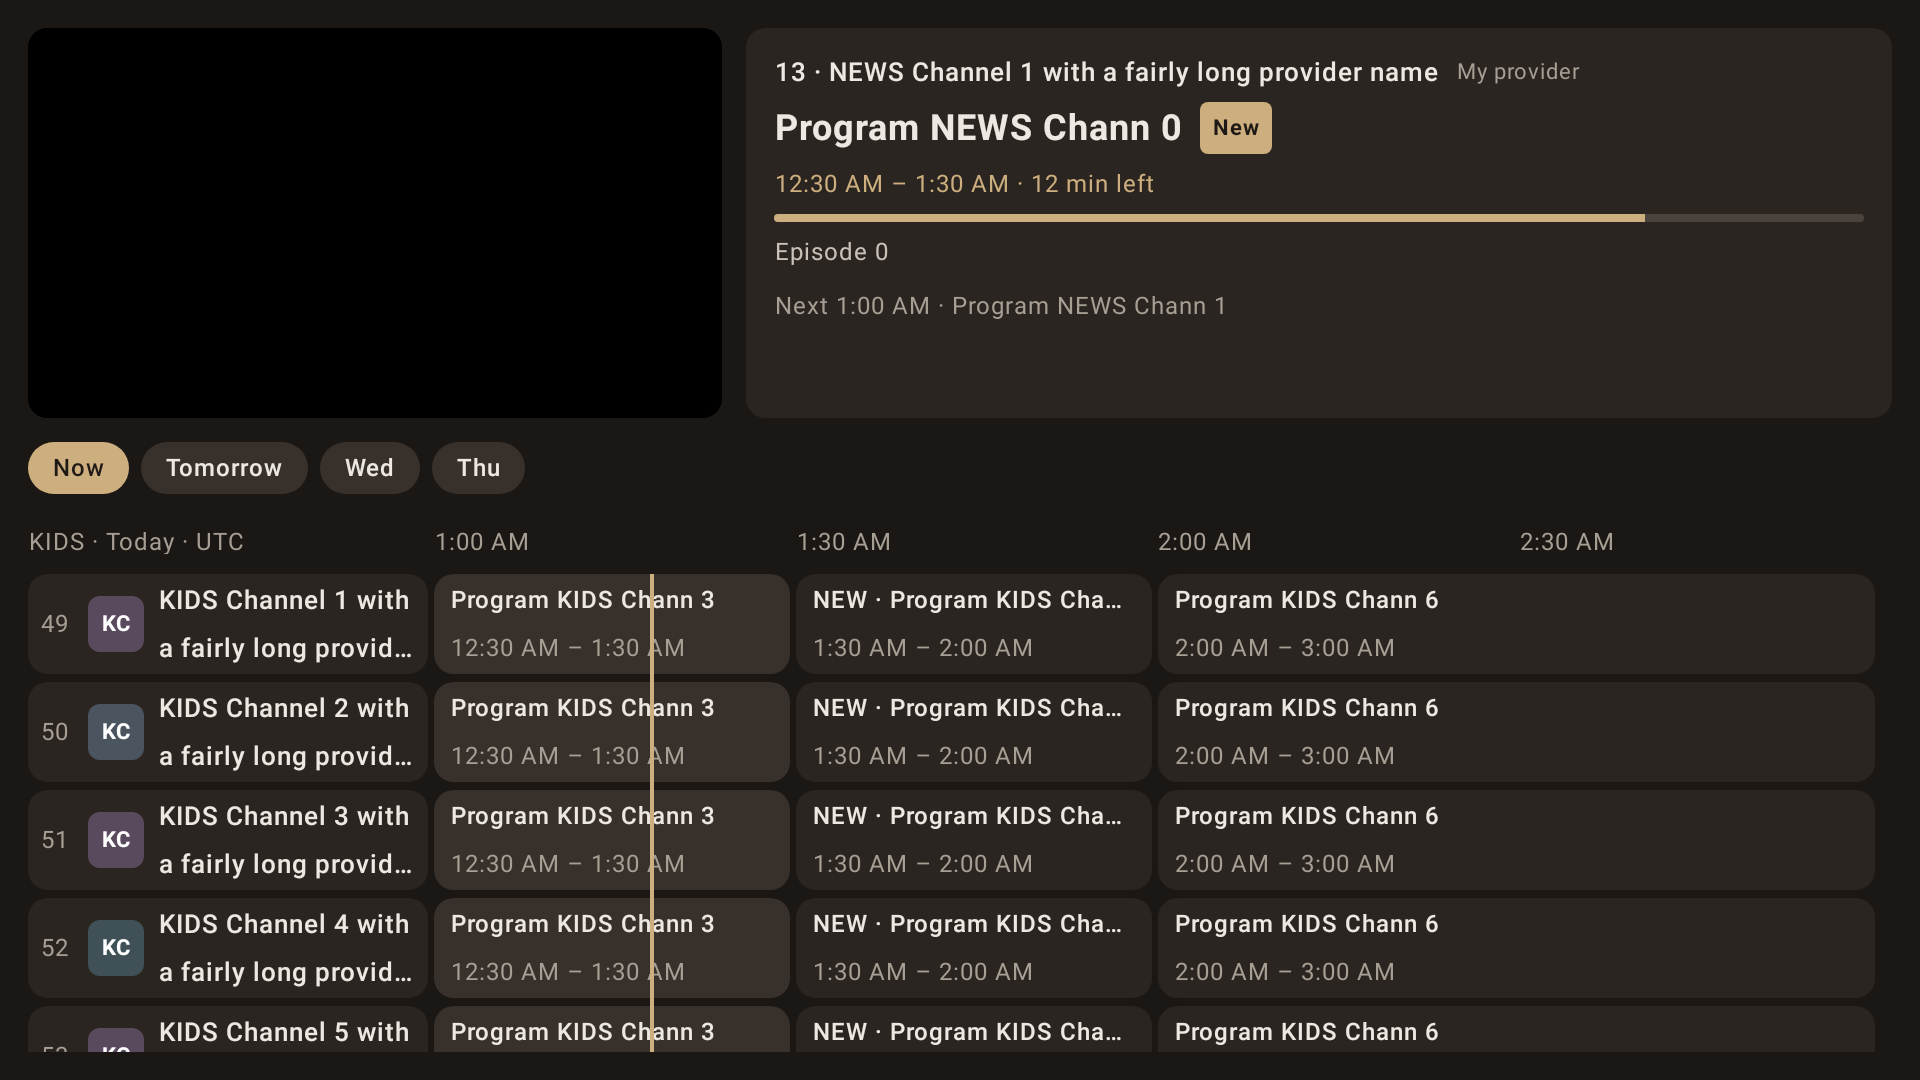 13 · NEWS Channel 1 with a fairly long provider name My provider
Program NEWS Chann 0 New
12:30 AM – 1:30 AM · 12 min left
Episode 0
Next 1:00 AM · Program NEWS Chann 1
Now Tomorrow Wed Thu
KIDS · Today · UTC 1:00 AM 1:30 AM 2:00 AM 2:30 AM
49 KC KIDS Channel 1 with
a fairly long provid…
Program KIDS Chann 3
12:30 AM – 1:30 AM
NEW · Program KIDS Cha…
1:30 AM – 2:00 AM
Program KIDS Chann 6
2:00 AM – 3:00 AM
50 KC KIDS Channel 2 with
a fairly long provid…
Program KIDS Chann 3
12:30 AM – 1:30 AM
NEW · Program KIDS Cha…
1:30 AM – 2:00 AM
Program KIDS Chann 6
2:00 AM – 3:00 AM
51 KC KIDS Channel 3 with
a fairly long provid…
Program KIDS Chann 3
12:30 AM – 1:30 AM
NEW · Program KIDS Cha…
1:30 AM – 2:00 AM
Program KIDS Chann 6
2:00 AM – 3:00 AM
52 KC KIDS Channel 4 with
a fairly long provid…
Program KIDS Chann 3
12:30 AM – 1:30 AM
NEW · Program KIDS Cha…
1:30 AM – 2:00 AM
Program KIDS Chann 6
2:00 AM – 3:00 AM
KIDS Channel 5 with
Program KIDS Chann 3
NEW · Program KIDS Cha…
Program KIDS Chann 6